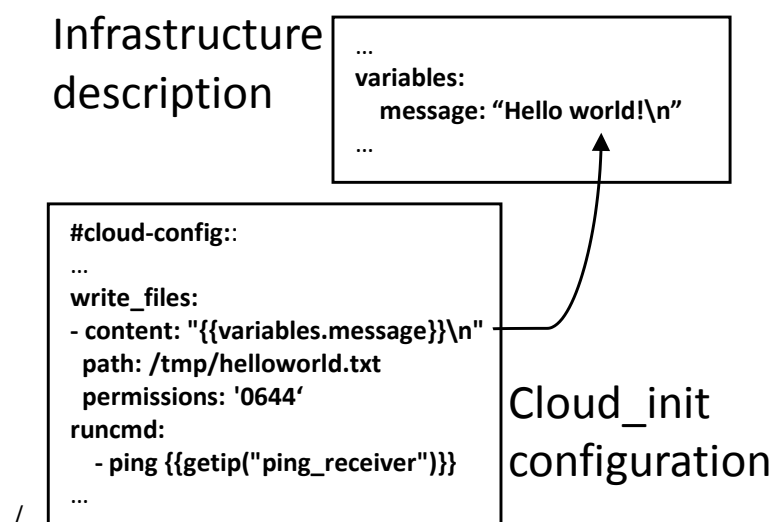 Infrastructure
description
...
variables:
message: “Hello world!\n”
...
#cloud-config::
...
write_files:
- content: "{{variables.message}}\n"
path: /tmp/helloworld.txt
permissions: '0644‘
runcmd:
- ping {{getip("ping_receiver")}}
...
Cloud_init
configuration
/